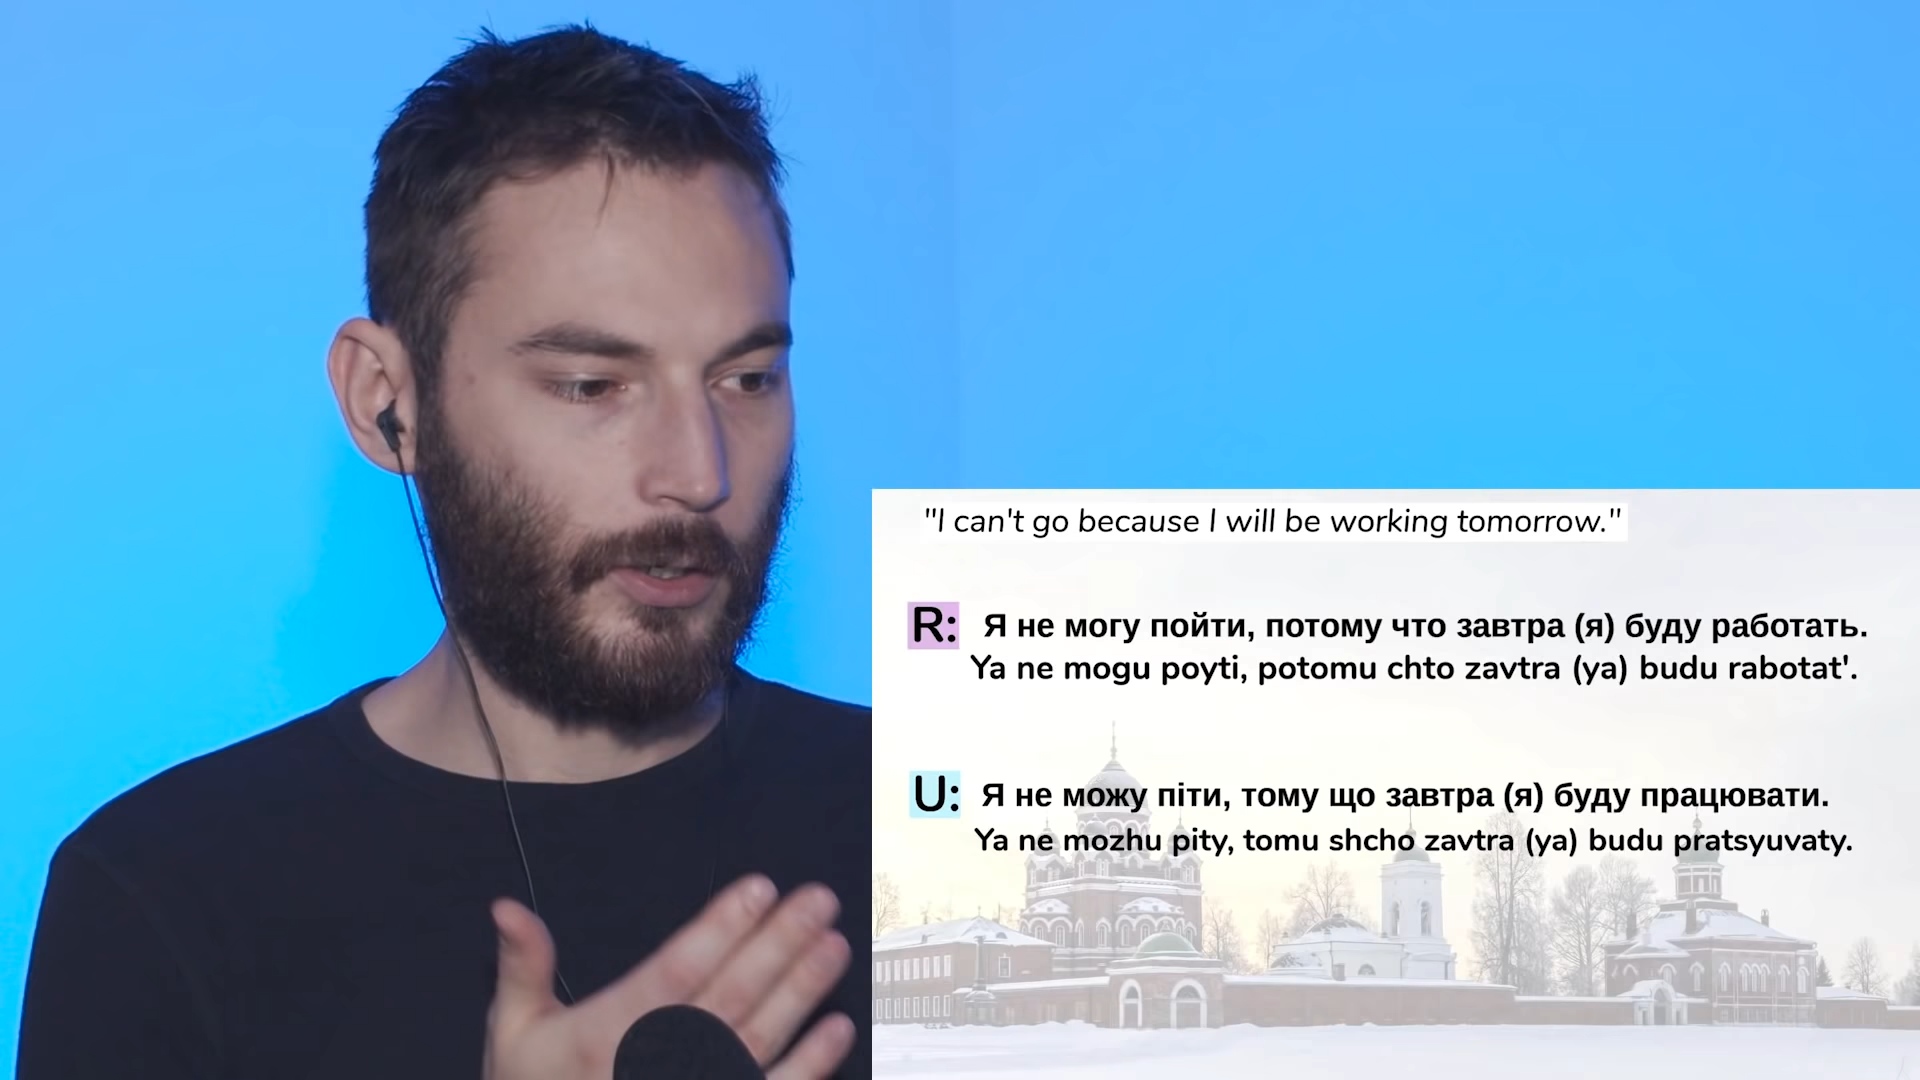 "I can't go because I will be working tomorrow."
R: Я не могу пойти, потому что завтра (я) буду работать.
Ya ne mogu poyti, potomu chto zavtra (ya) budu rabotat'.
U: Я не можу піти, тому що завтра (я) буду працювати.
Ya ne mozhu pity, tomu shcho zavtra (ya) budu pratsyuvaty.